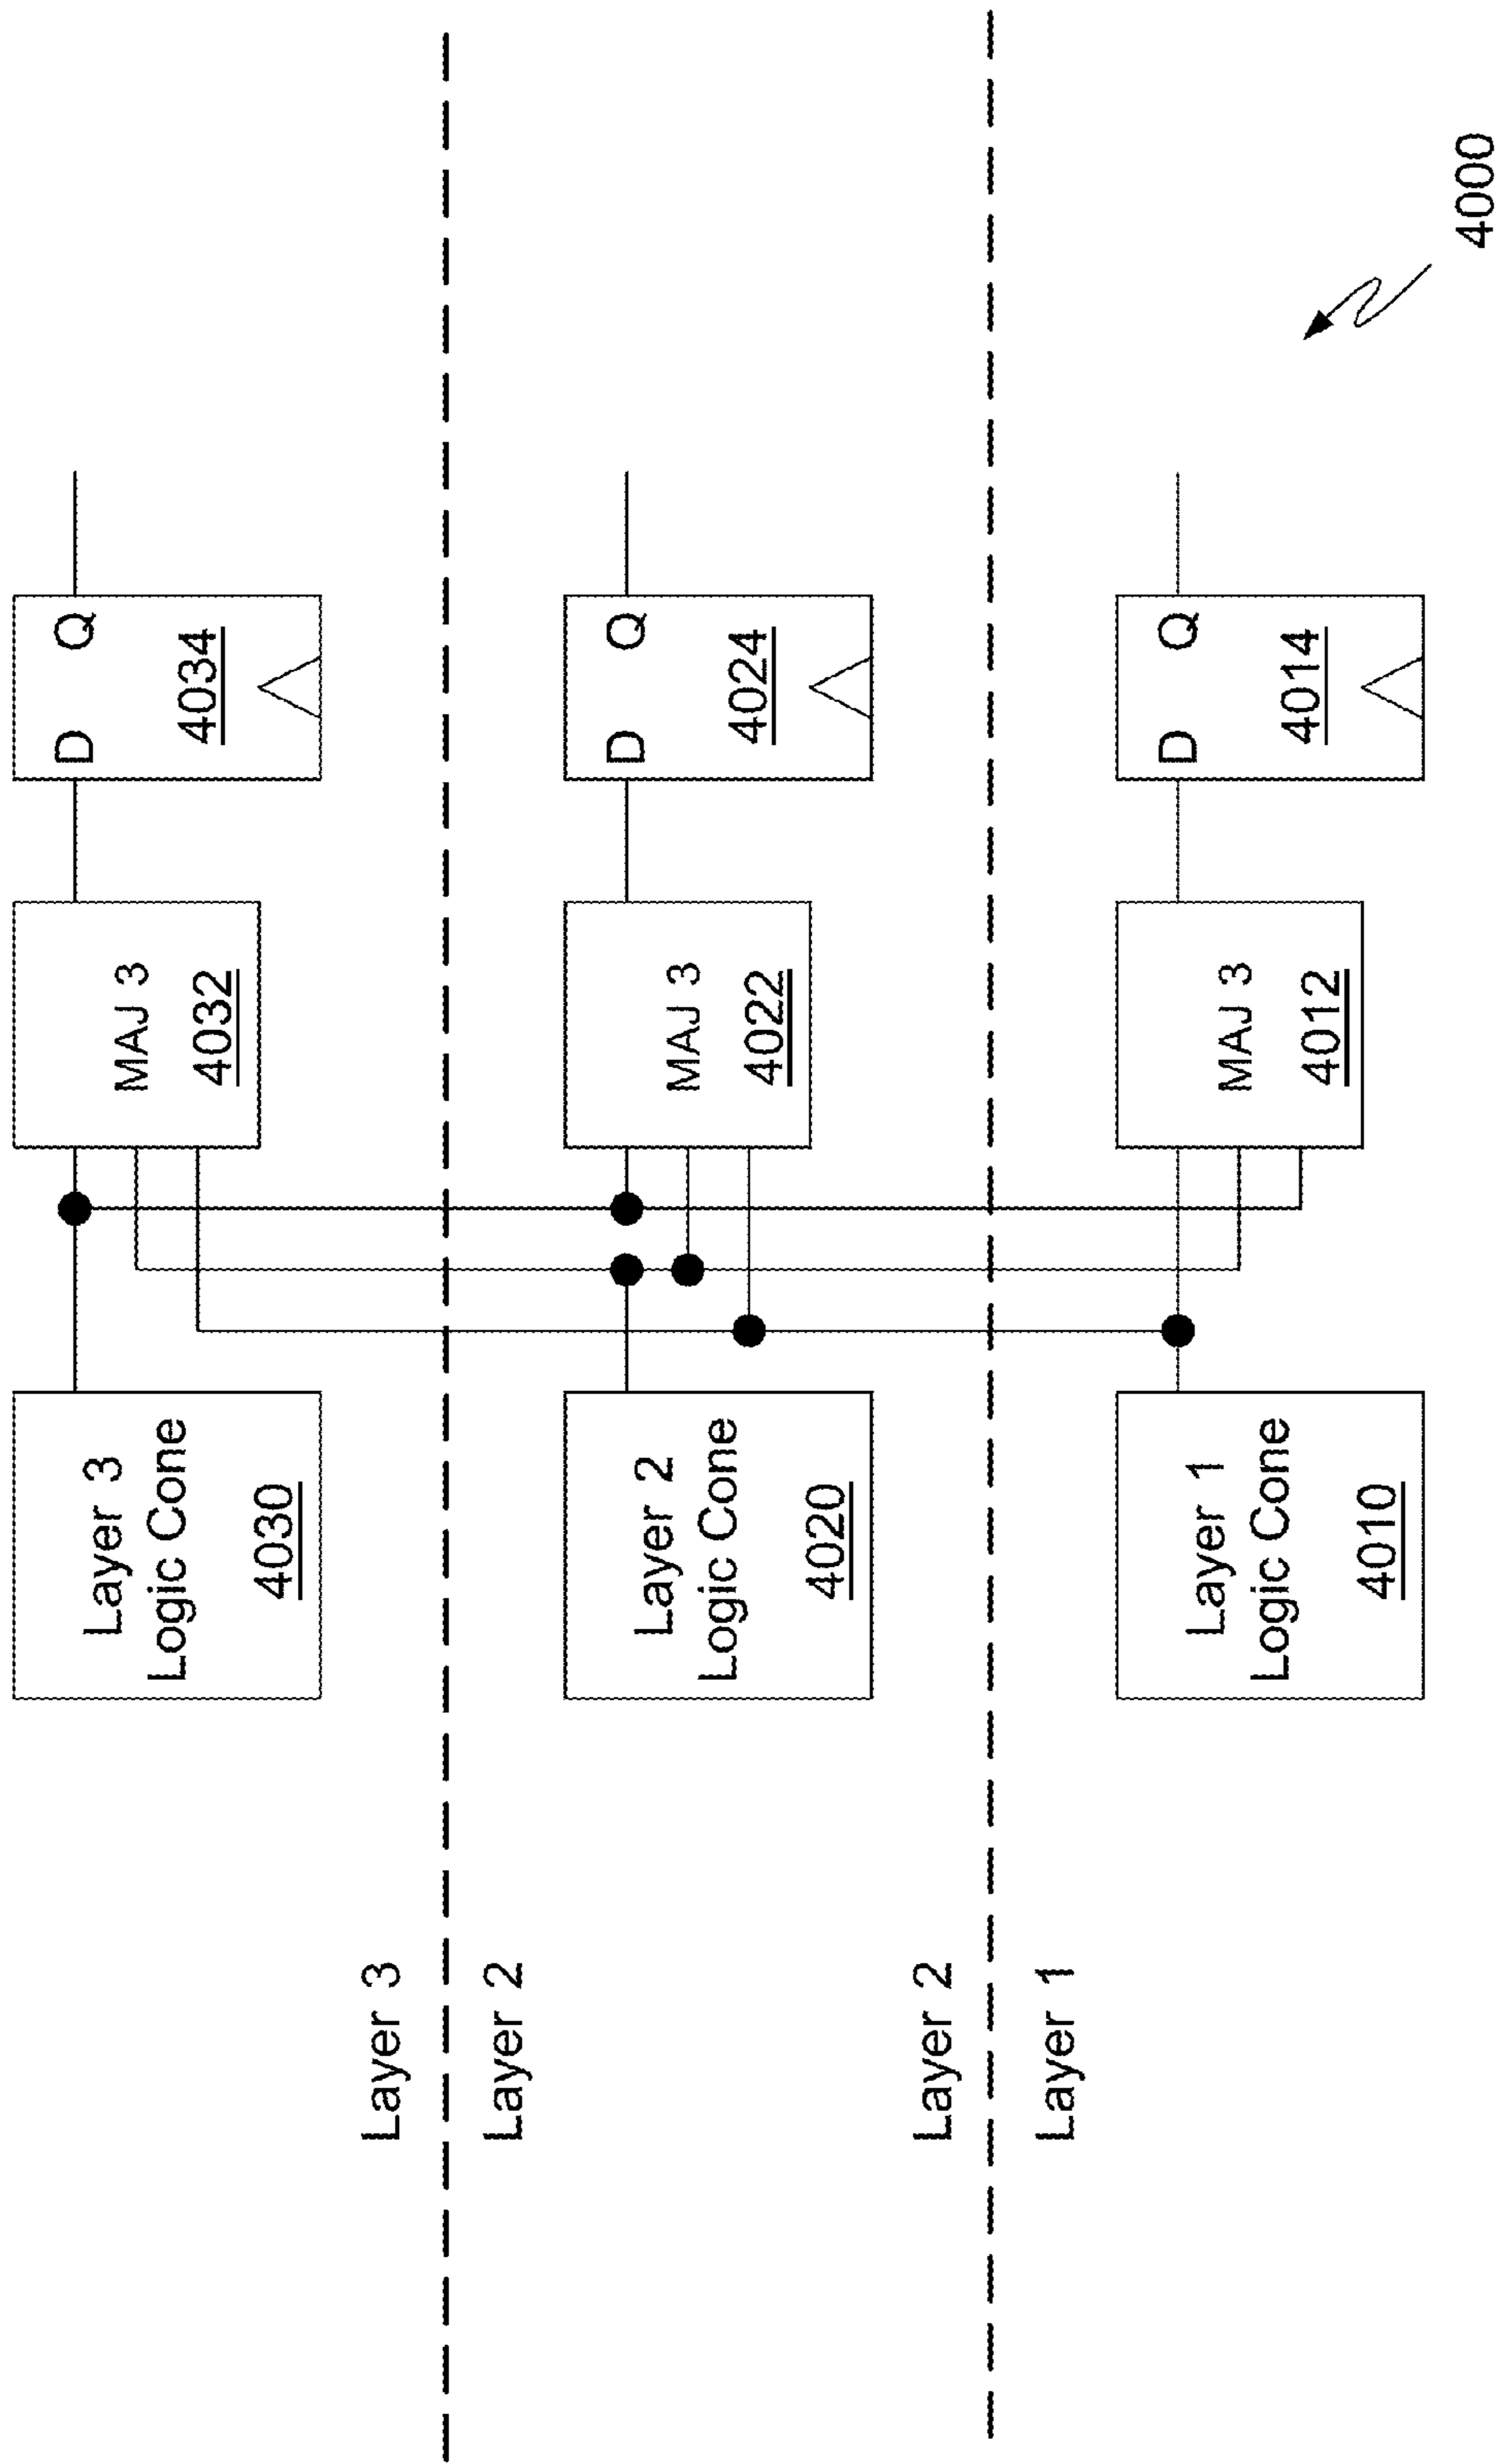 Layer 3
Logic Cone
4030
MAJ 3
4032
D Q
4034
Layer 3
Layer 2
Layer 2
Logic Cone
4020
MAJ 3
4022
D Q
4024
Layer 2
Layer 1
Layer 1
Logic Cone
4010
MAJ 3
4012
D Q
4014
4000